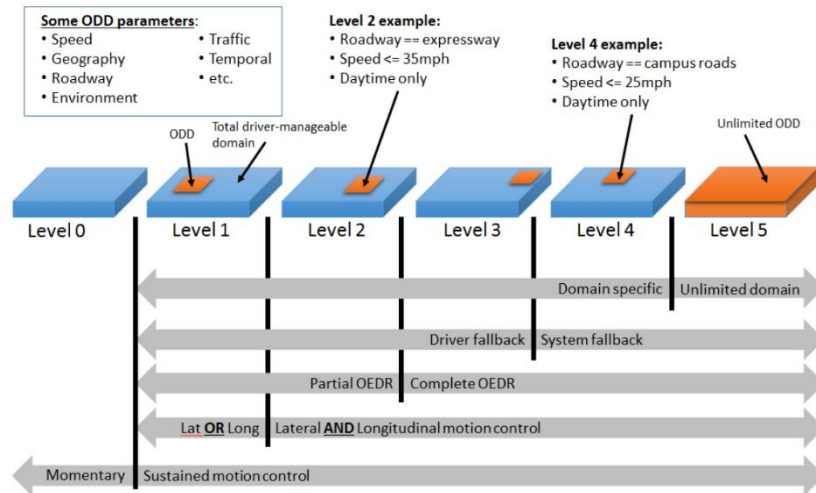 Some ODD parameters:
• Speed
• Geography
• Roadway
• Environment
• Traffic
• Temporal
• etc.
Level 2 example:
• Roadway == expressway
• Speed <= 35mph
• Daytime only
Level 4 example:
• Roadway == campus roads
• Speed <= 25mph
• Daytime only
ODD
Total driver-manageable
domain
Unlimited ODD
Level 0
Level 1
Level 2
Level 3
Level 4
Level 5
Domain specific
Unlimited domain
Driver fallback
System fallback
Partial OEDR
Complete OEDR
Lat OR Long
Lateral AND Longitudinal motion control
Momentary
Sustained motion control